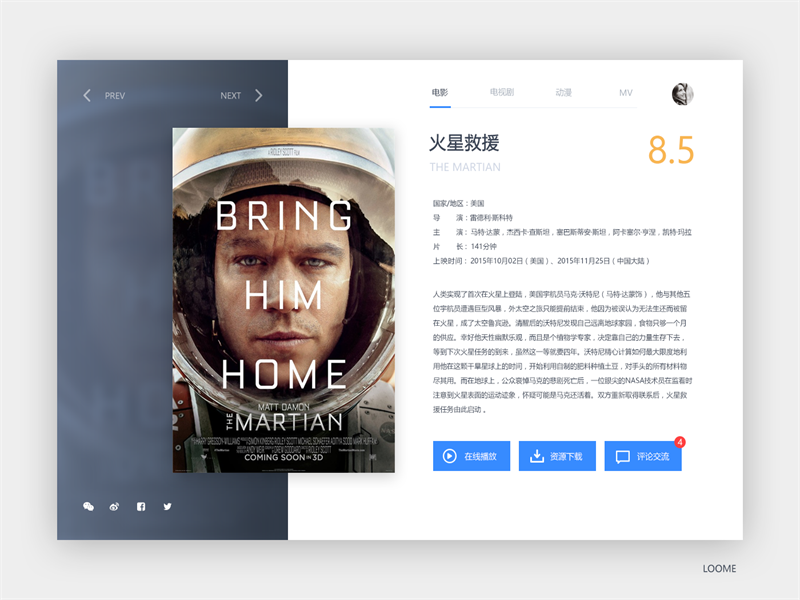 PREV
NEXT
电影
电视剧
动漫
MV
A RIDLEY SCOTT FILM
BRING
HIM
HOME
MATT DAMON
THE MARTIAN
COMING SOON IN 3D
火星救援
8.5
THE MARTIAN
国家/地区：美国
导 演：雷德利·斯科特
主 演：马特·达蒙，杰西卡·查斯坦，塞巴斯蒂安·斯坦，阿卡塞尔·亨涅，凯特·玛拉
片 长：141分钟
上映时间：2015年10月02日（美国）、2015年11月25日（中国大陆）
人类实现了首次在火星上登陆，美国宇航员马克·沃特尼（马特·达蒙饰），他与其他五
位宇航员遭遇巨型风暴，外太空之旅只能提前结束，他因为被误认为无法生还而被留
在火星，成了太空鲁宾逊。清醒后的沃特尼发现自己远离地球家园，食物只够一个月
的供应。幸好他天性幽默乐观，而且是个植物学专家，决定靠自己的力量生存下去，
等到下次火星任务的到来，虽然这一等就要四年。沃特尼精心计算如何最大限度地利
用他在这颗干旱星球上的时间，开始利用自制的肥料种植土豆，对手头的所有材料物
尽其用。而在地球上，公众哀悼马克的悲剧死亡后，一位眼尖的NASA技术员在监看时
注意到火星表面的运动迹象，怀疑可能是马克还活着。双方重新取得联系后，火星救
援任务由此启动 。
在线播放
资源下载
评论交流
4
LOOME